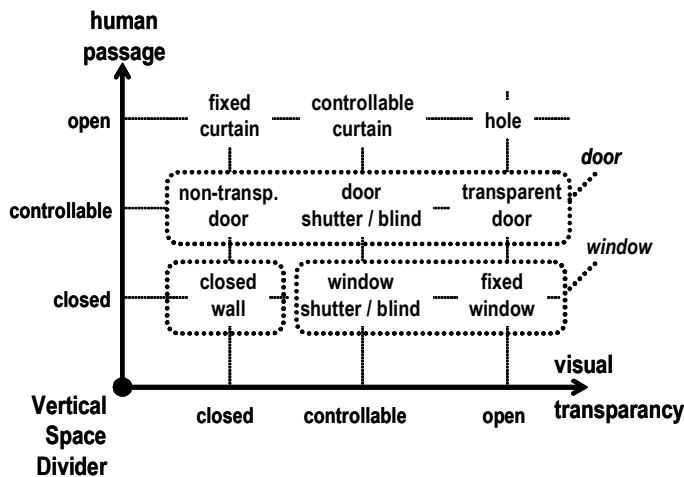 human
passage
open
fixed
curtain
controllable
curtain
hole
door
controllable
non-transp.
door
door
shutter / blind
transparent
door
window
closed
closed
wall
window
shutter / blind
fixed
window
visual
transparancy
closed
controllable
open
Vertical
Space
Divider